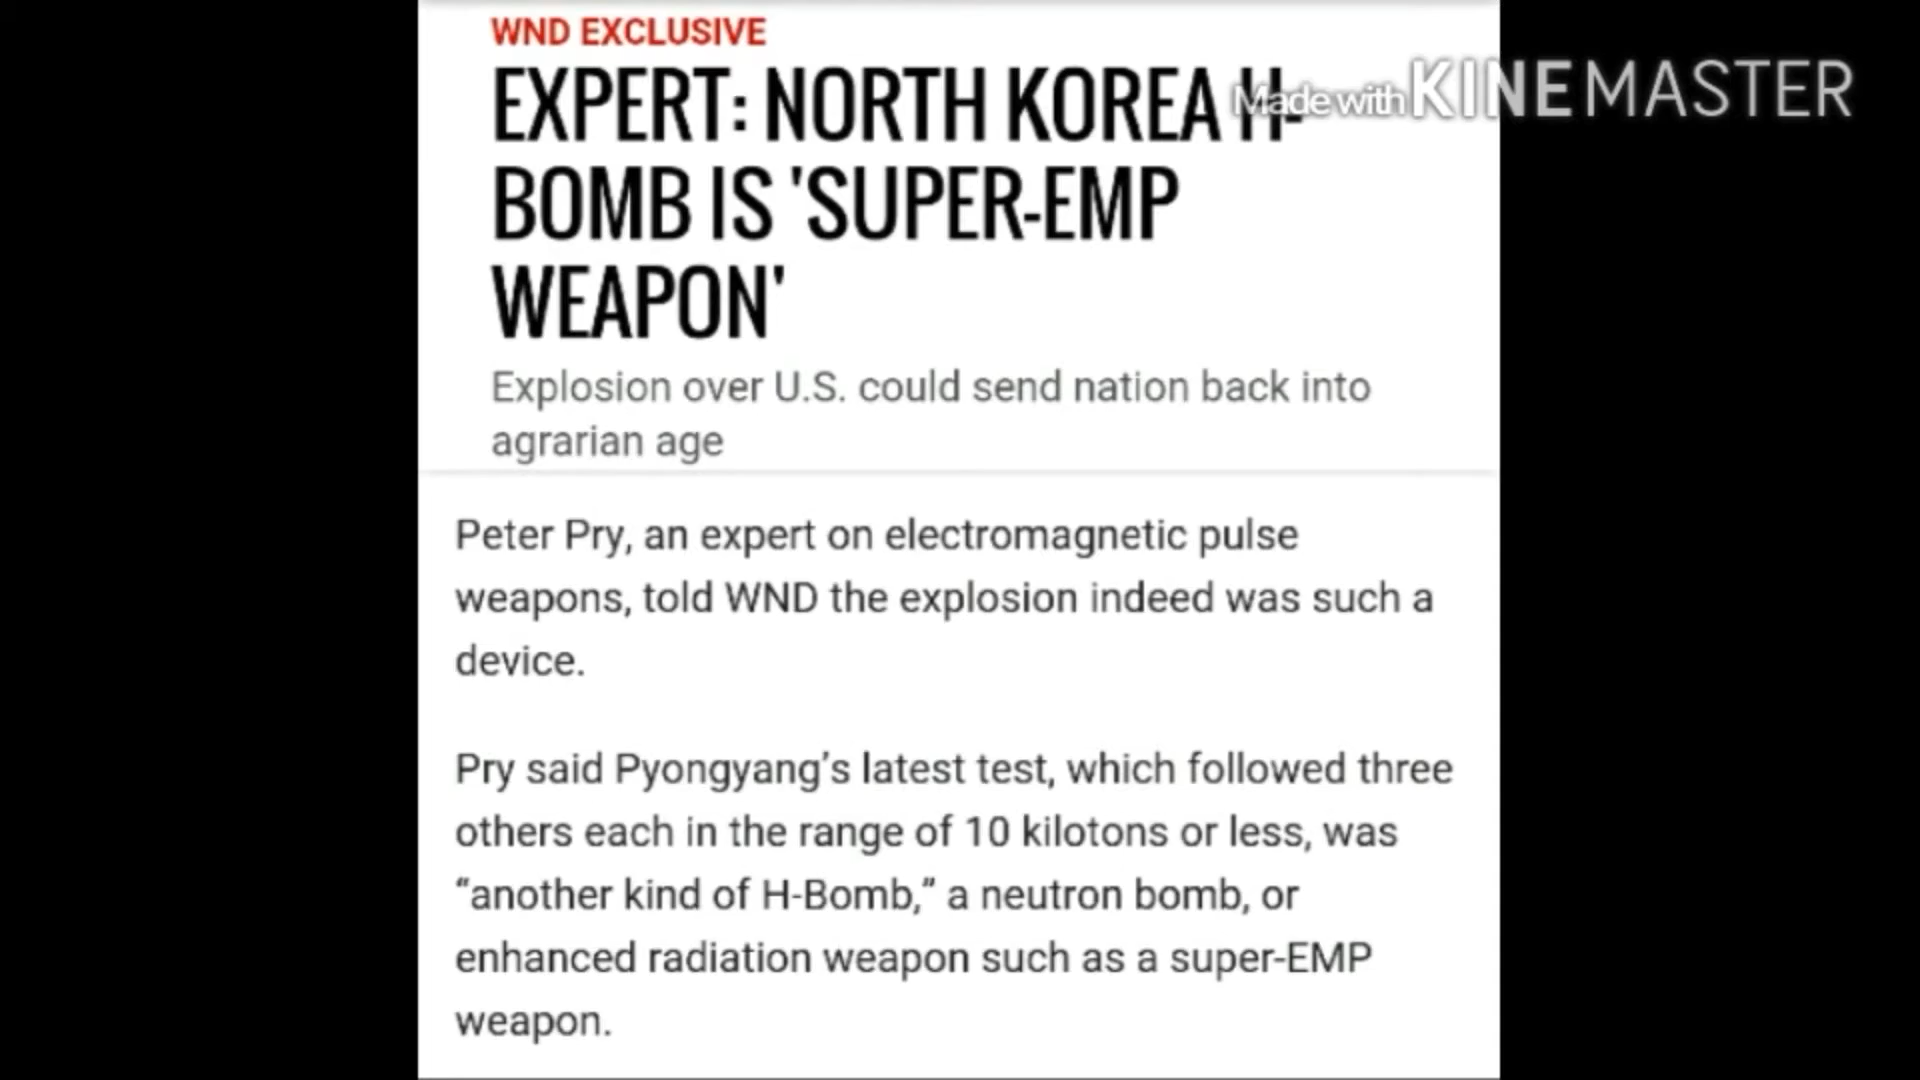 WND EXCLUSIVE
EXPERT: NORTH KOREA H-
BOMB IS 'SUPER-EMP
WEAPON'
Made with KINEMASTER
Explosion over U.S. could send nation back into
agrarian age
Peter Pry, an expert on electromagnetic pulse
weapons, told WND the explosion indeed was such a
device.
Pry said Pyongyang’s latest test, which followed three
others each in the range of 10 kilotons or less, was
“another kind of H-Bomb,” a neutron bomb, or
enhanced radiation weapon such as a super-EMP
weapon.